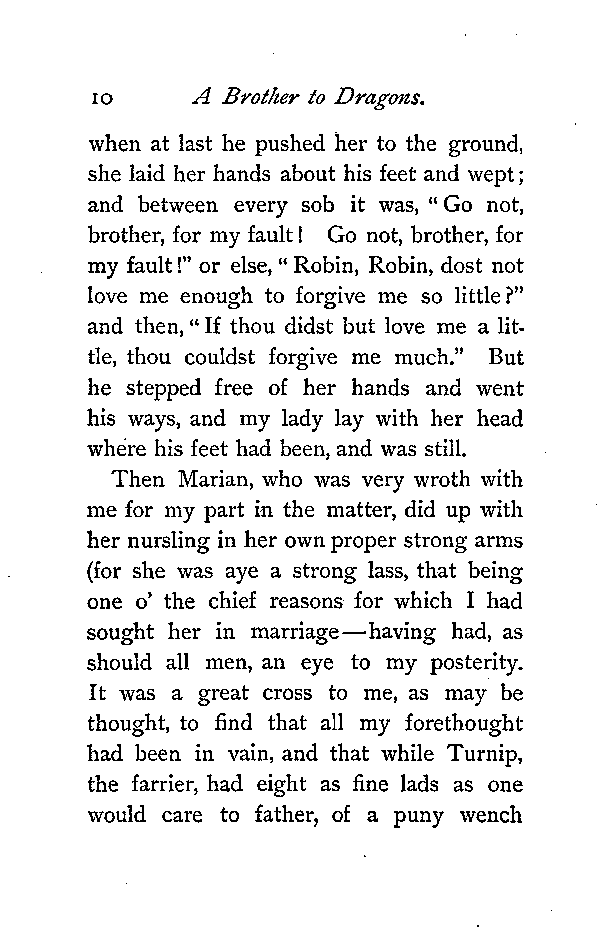 10 A Brother to Dragons.
when at last he pushed her to the ground,
she laid her hands about his feet and wept;
and between every sob it was, “Go not,
brother, for my fault! Go not, brother, for
my fault!” or else, “Robin, Robin, dost not
love me enough to forgive me so little?”
and then, “If thou didst but love me a lit-
tle, thou couldst forgive me much.” But
he stepped free of her hands and went
his ways, and my lady lay with her head
where his feet had been, and was still.
Then Marian, who was very wroth with
me for my part in the matter, did up with
her nursling in her own proper strong arms
(for she was aye a strong lass, that being
one o’ the chief reasons for which I had
sought her in marriage—having had, as
should all men, an eye to my posterity.
It was a great cross to me, as may be
thought, to find that all my forethought
had been in vain, and that while Turnip,
the farrier, had eight as fine lads as one
would care to father, of a puny wench